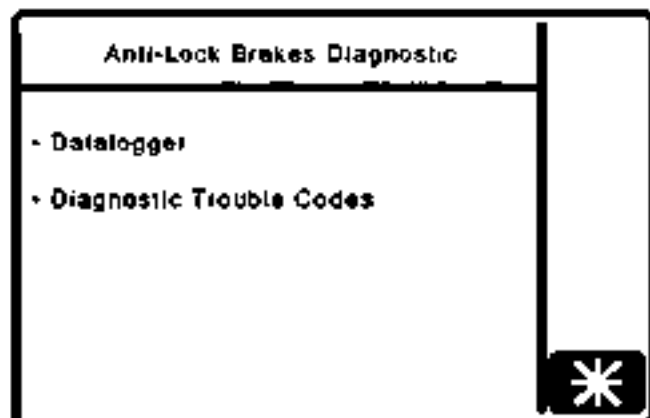 Anti-Lock Brakes Diagnostic
• Datalogger
• Diagnostic Trouble Codes